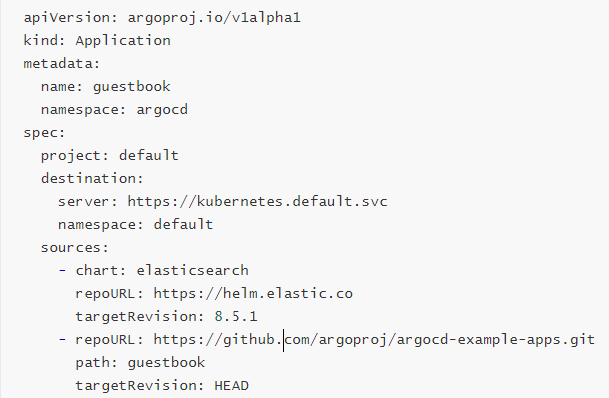 apiVersion: argoproj.io/v1alpha1
kind: Application
metadata:
  name: guestbook
  namespace: argocd
spec:
  project: default
  destination:
    server: https://kubernetes.default.svc
    namespace: default
  sources:
    - chart: elasticsearch
      repoURL: https://helm.elastic.co
      targetRevision: 8.5.1
    - repoURL: https://github.com/argoproj/argocd-example-apps.git
      path: guestbook
      targetRevision: HEAD